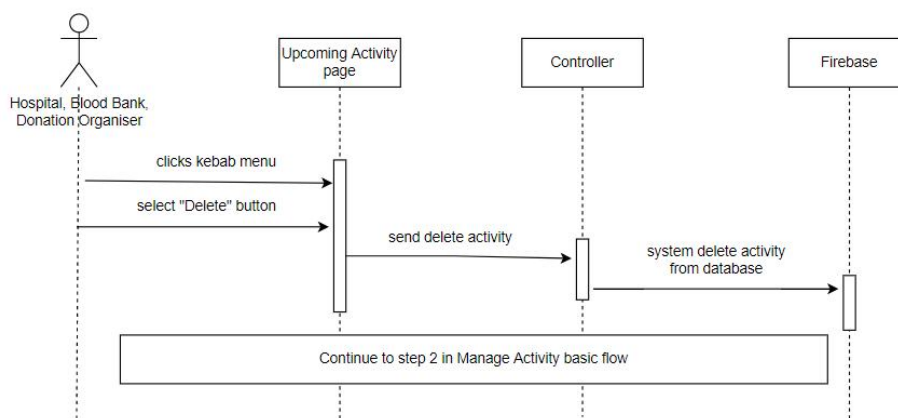 Upcoming Activity
page
Controller
Firebase
Hospital, Blood Bank,
Donation Organiser
clicks kebab menu
select "Delete" button
send delete activity
system delete activity
from database
Continue to step 2 in Manage Activity basic flow